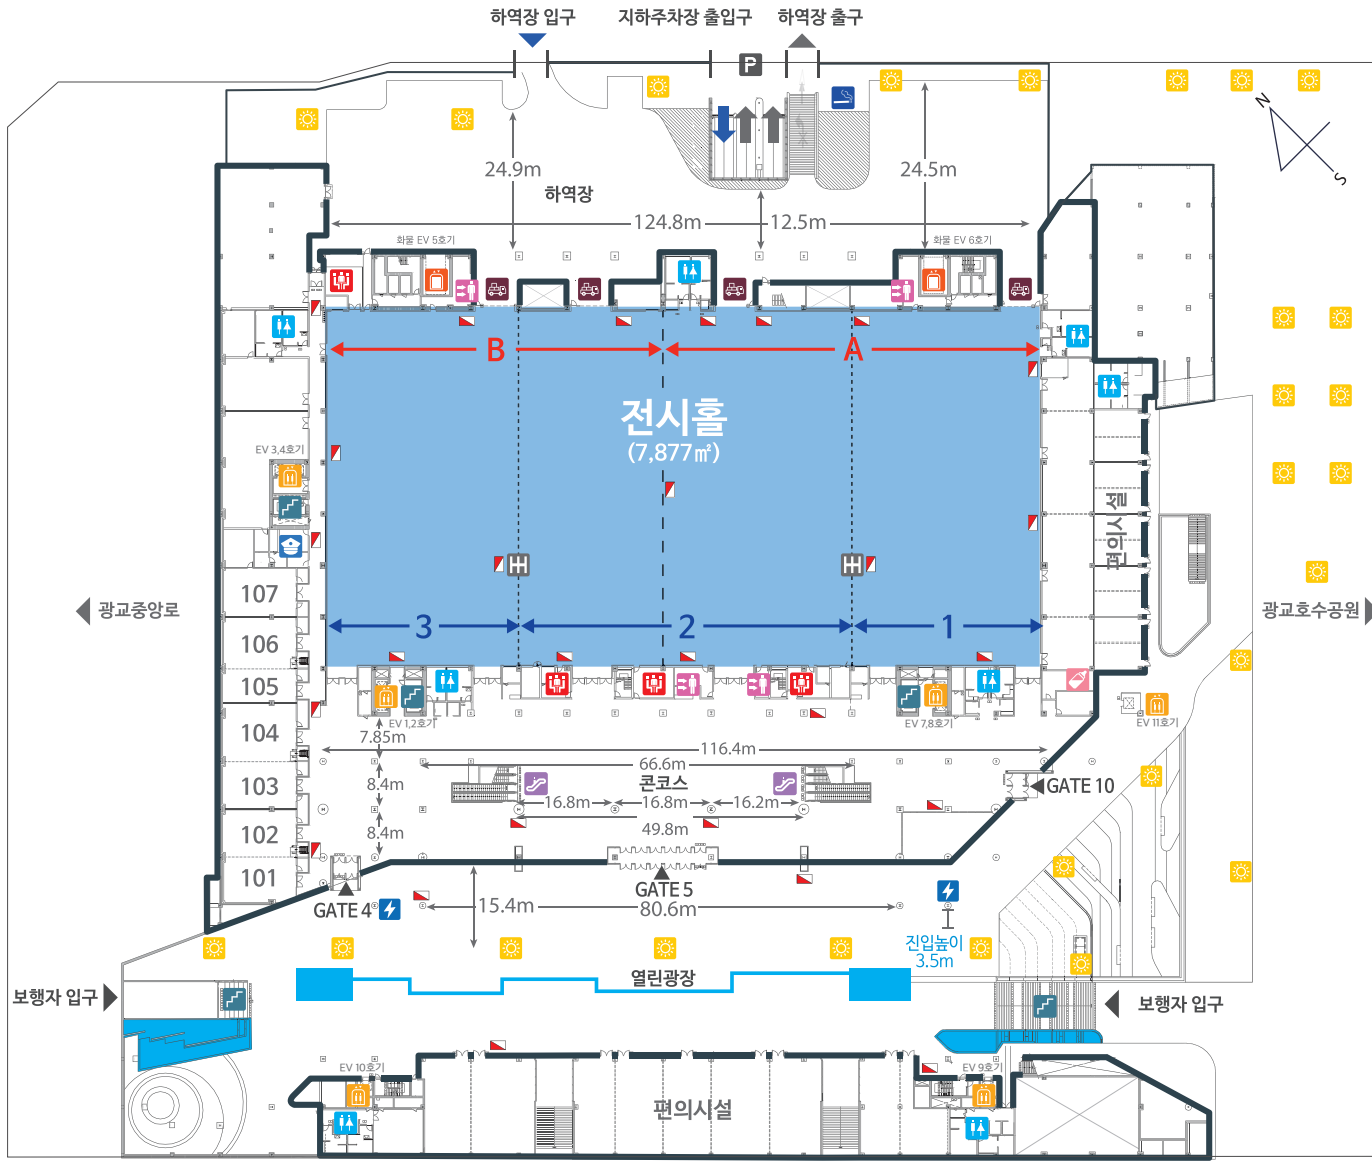 하역장 입구
지하주차장 출입구
하역장 출구
P
N
S
24.9m
24.5m
하역장
124.8m
12.5m
화물 EV 5호기
화물 EV 6호기
B
A
전시홀
(7,877㎡)
EV 3,4호기
편의시설
107
106
105
104
103
102
101
광교중앙로
광교호수공원
3
2
1
EV 1,2호기
EV 7,8호기
EV 11호기
7.85m
116.4m
66.6m
콘코스
8.4m
16.8m
16.8m
16.2m
GATE 10
8.4m
49.8m
GATE 5
GATE 4
15.4m
80.6m
진입높이
3.5m
열린광장
보행자 입구
보행자 입구
EV 10호기
EV 9호기
편의시설